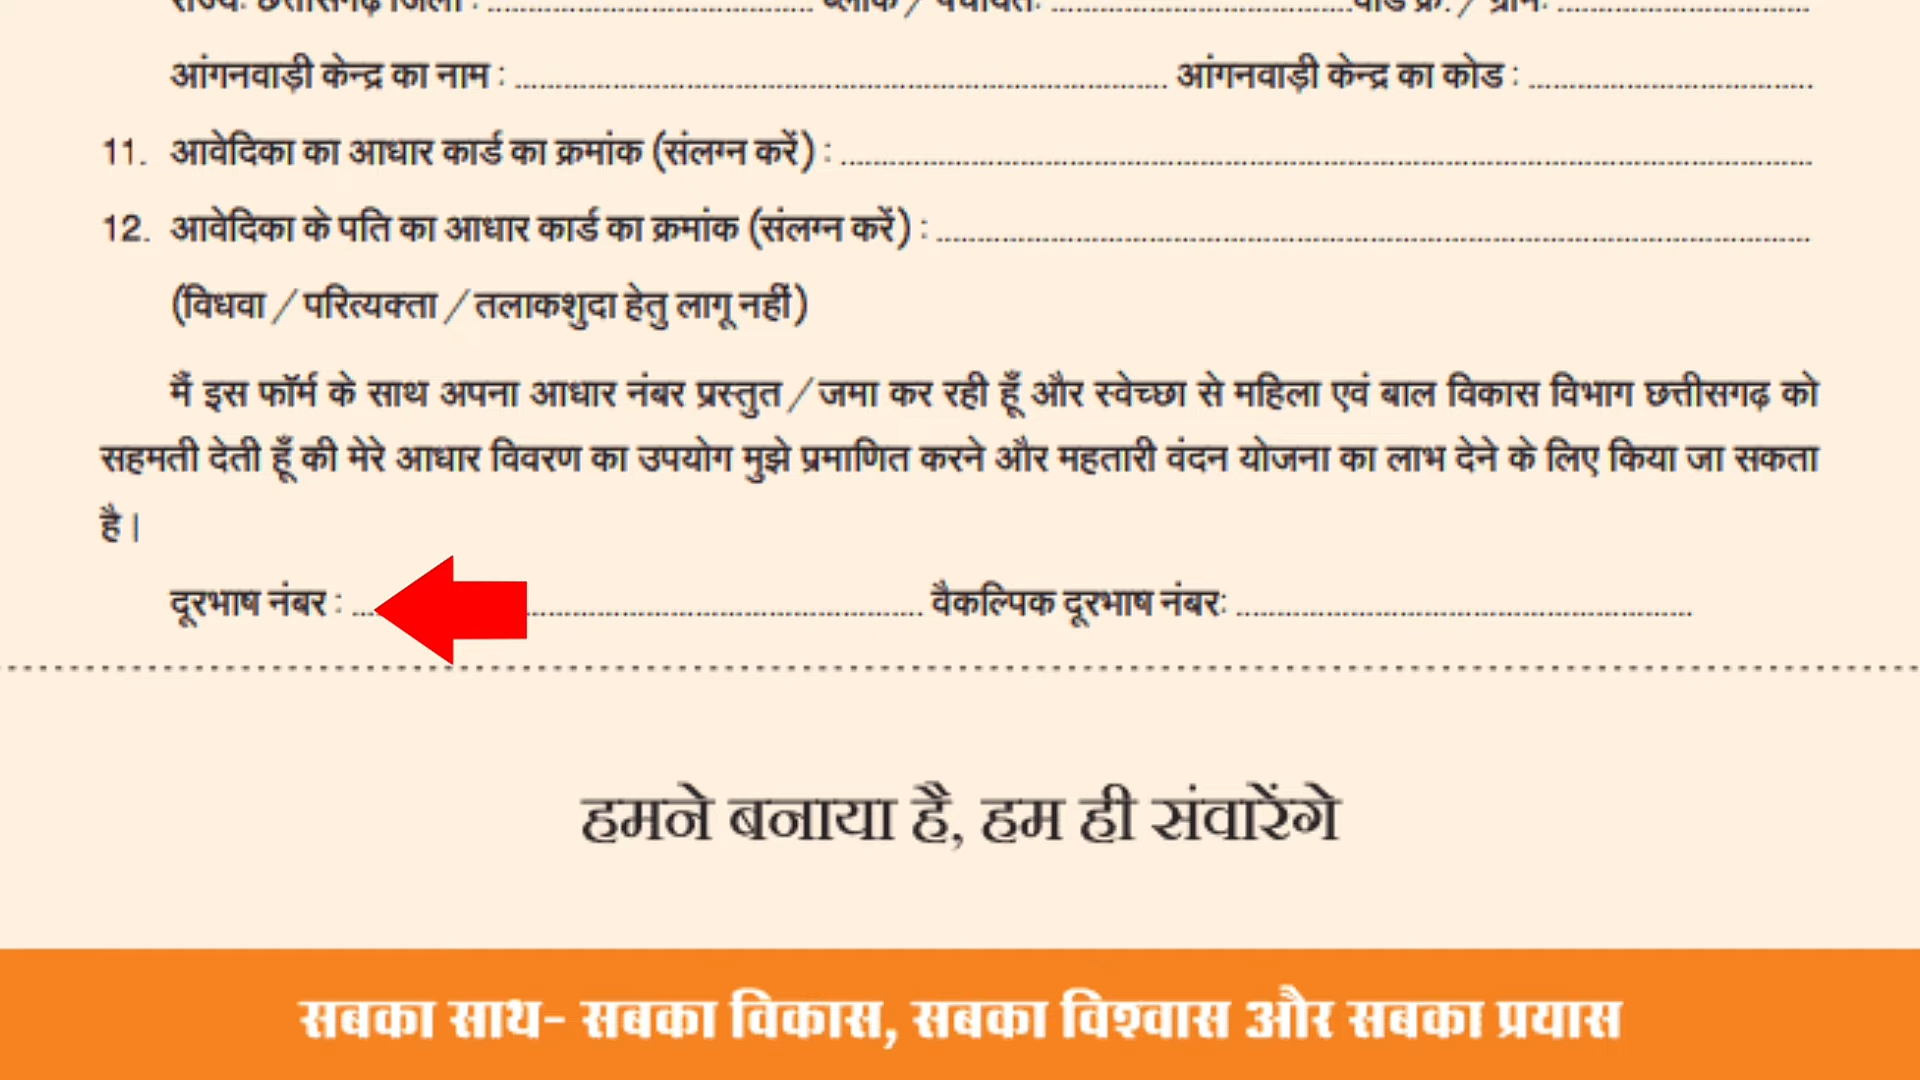 राज्य: छत्तीसगढ़ जिला : .......... ब्लॉक / पंचायत: .......... वार्ड क्र. / ग्राम: ..........
आंगनवाड़ी केन्द्र का नाम : .......... आंगनवाड़ी केन्द्र का कोड : ..........
11. आवेदिका का आधार कार्ड का क्रमांक (संलग्न करें) : ..........
12. आवेदिका के पति का आधार कार्ड का क्रमांक (संलग्न करें) : ..........
(विधवा / परित्यक्ता / तलाकशुदा हेतु लागू नहीं)
मैं इस फॉर्म के साथ अपना आधार नंबर प्रस्तुत / जमा कर रही हूँ और स्वेच्छा से महिला एवं बाल विकास विभाग छत्तीसगढ़ को
सहमती देती हूँ की मेरे आधार विवरण का उपयोग मुझे प्रमाणित करने और महतारी वंदन योजना का लाभ देने के लिए किया जा सकता
है।
दूरभाष नंबर : .......... वैकल्पिक दूरभाष नंबर: ..........
हमने बनाया है, हम ही संवारेंगे
सबका साथ- सबका विकास, सबका विश्वास और सबका प्रयास